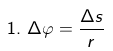 1. Δφ = Δs / r